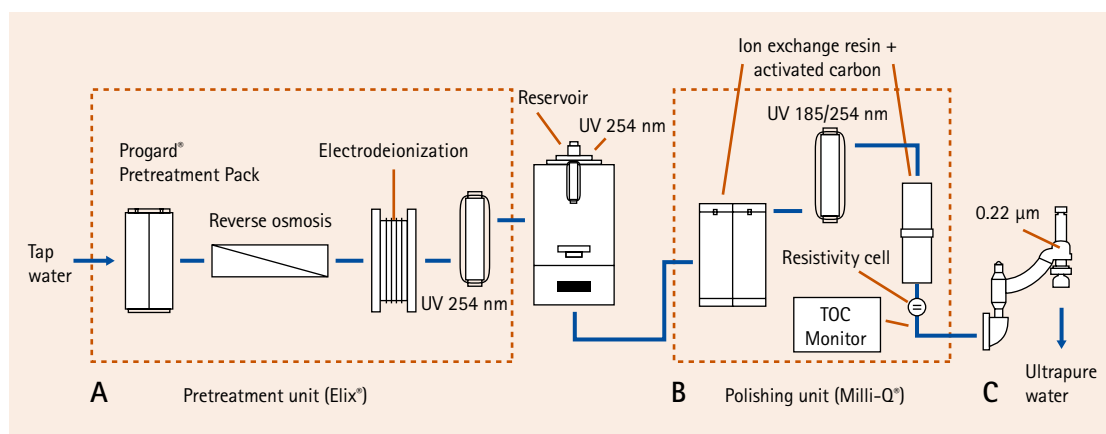 Ion exchange resin +
activated carbon
Reservoir
UV 254 nm
UV 185/254 nm
Progard®
Pretreatment Pack
Electrodeionization
Reverse osmosis
0.22 µm
Tap
water
Resistivity cell
UV 254 nm
TOC
Monitor
Ultrapure
water
A
Pretreatment unit (Elix®)
B
Polishing unit (Milli-Q®)
C